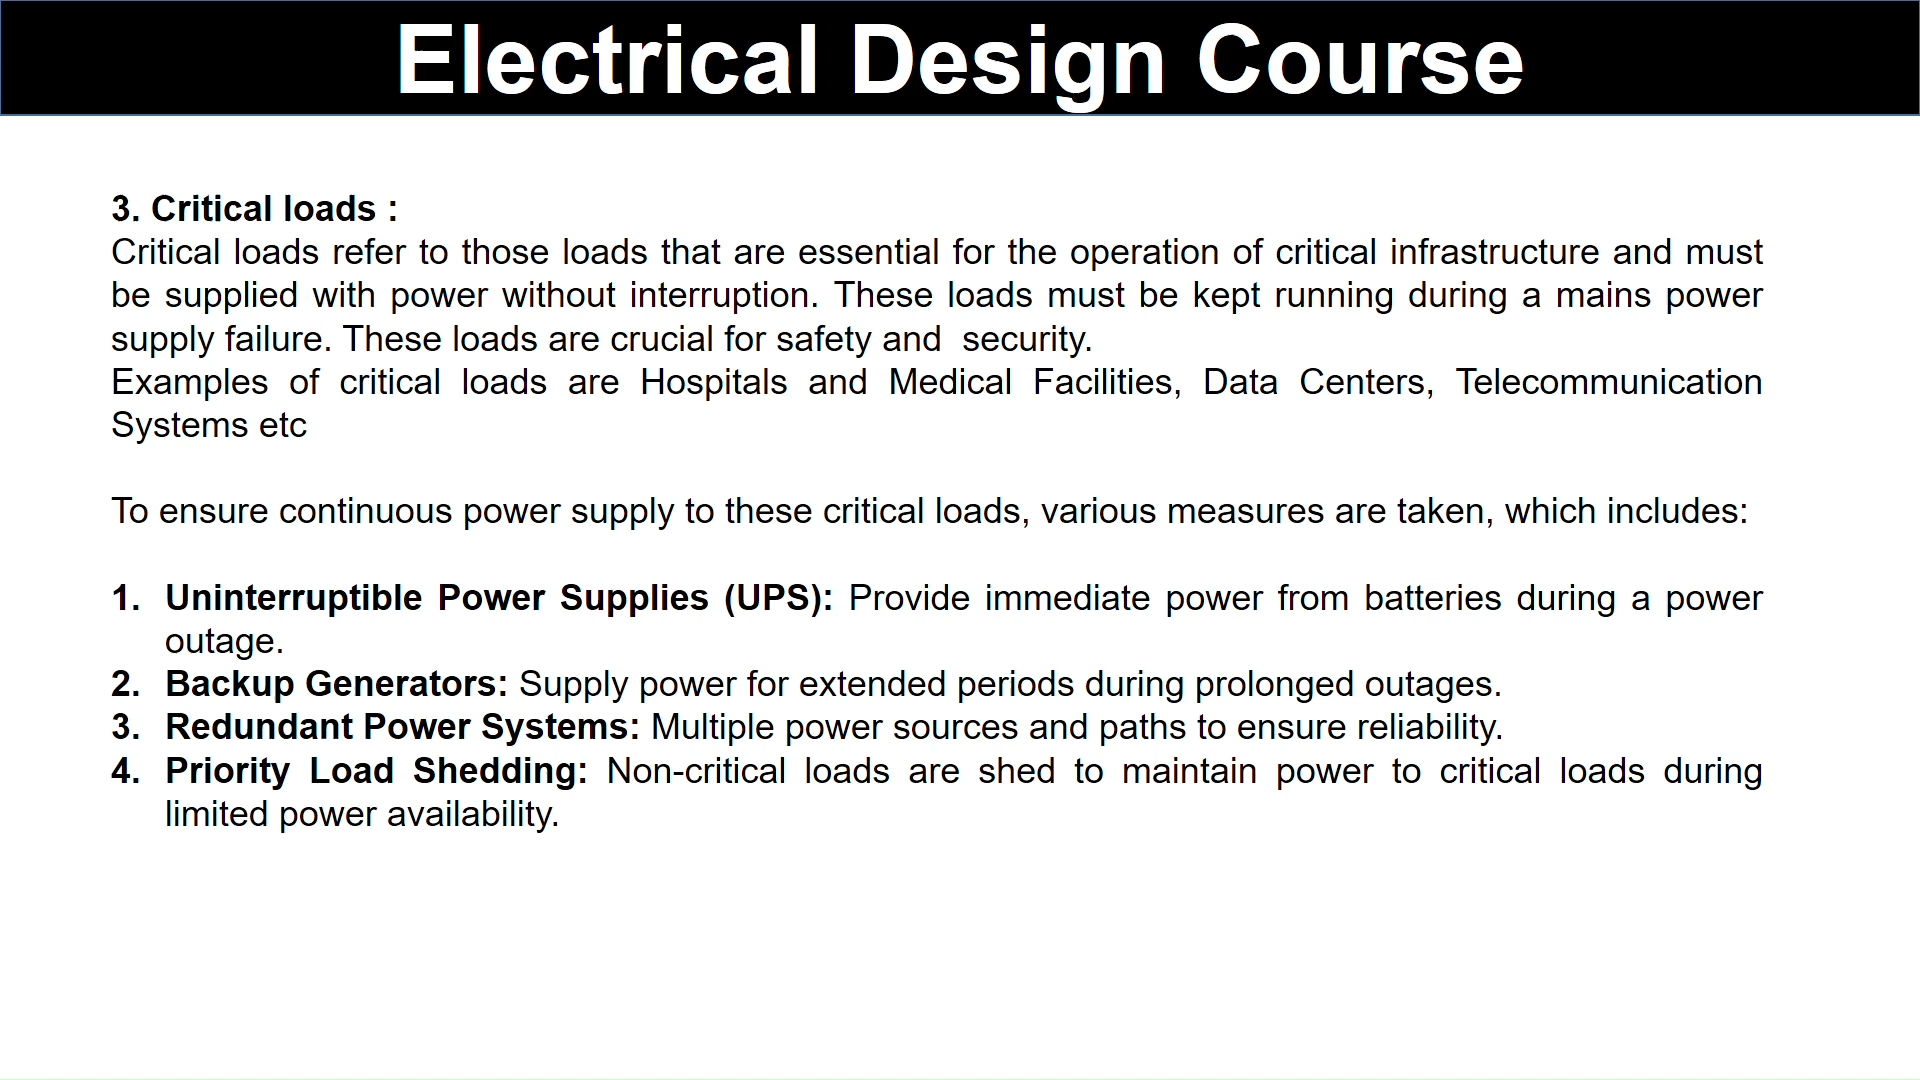 Electrical Design Course
3. Critical loads :
Critical loads refer to those loads that are essential for the operation of critical infrastructure and must
be supplied with power without interruption. These loads must be kept running during a mains power
supply failure. These loads are crucial for safety and  security.
Examples of critical loads are Hospitals and Medical Facilities, Data Centers, Telecommunication
Systems etc
To ensure continuous power supply to these critical loads, various measures are taken, which includes:
1. Uninterruptible Power Supplies (UPS): Provide immediate power from batteries during a power
outage.
2. Backup Generators: Supply power for extended periods during prolonged outages.
3. Redundant Power Systems: Multiple power sources and paths to ensure reliability.
4. Priority Load Shedding: Non-critical loads are shed to maintain power to critical loads during
limited power availability.